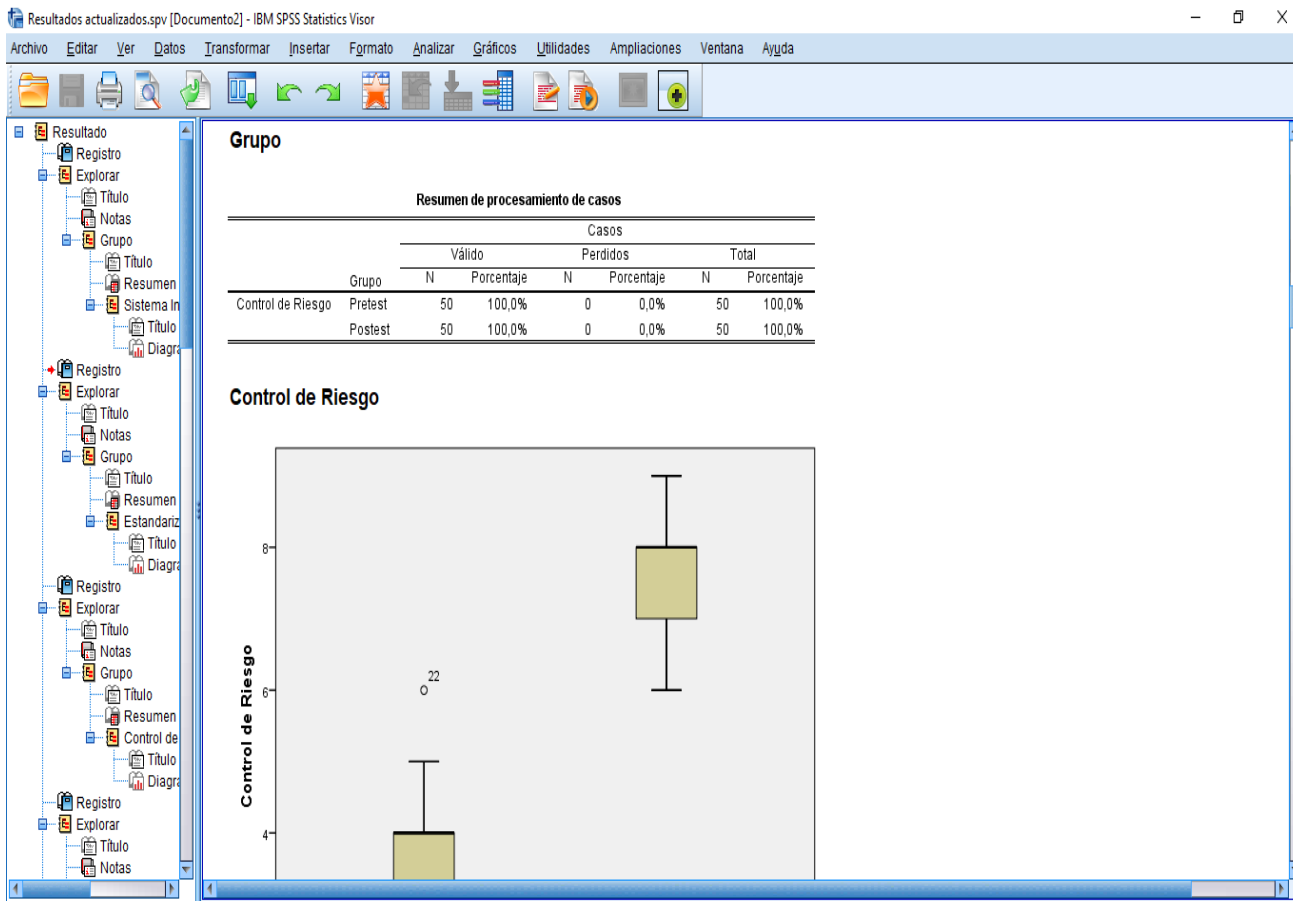 Resultados actualizados.spv [Documento2] - IBM SPSS Statistics Visor
Archivo Editar Ver Datos Transformar Insertar Formato Analizar Gráficos Utilidades Ampliaciones Ventana Ayuda
Resultado
Registro
Explorar
Título
Notas
Grupo
Título
Resumen
Sistema In
Título
Diagra
Registro
Explorar
Título
Notas
Grupo
Título
Resumen
Estandariz
Título
Diagra
Registro
Explorar
Título
Notas
Grupo
Título
Resumen
Control de
Título
Diagra
Registro
Explorar
Título
Notas
Grupo
Resumen de procesamiento de casos
Casos
Válido Perdidos Total
Grupo N Porcentaje N Porcentaje N Porcentaje
Control de Riesgo Pretest 50 100,0% 0 0,0% 50 100,0%
Postest 50 100,0% 0 0,0% 50 100,0%
Control de Riesgo
Control de Riesgo
8
6
4
22